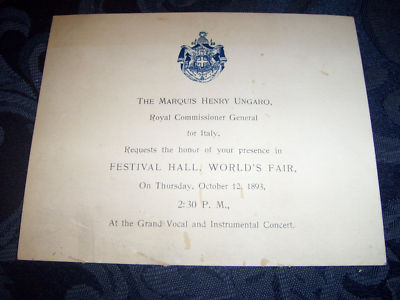 THE MARQUIS HENRY UNGARO,
Royal Commissioner General
for Italy,
Requests the honor of your presence in
FESTIVAL HALL, WORLD'S FAIR,
On Thursday, October 12, 1893,
2:30 P. M.,
At the Grand Vocal and Instrumental Concert.